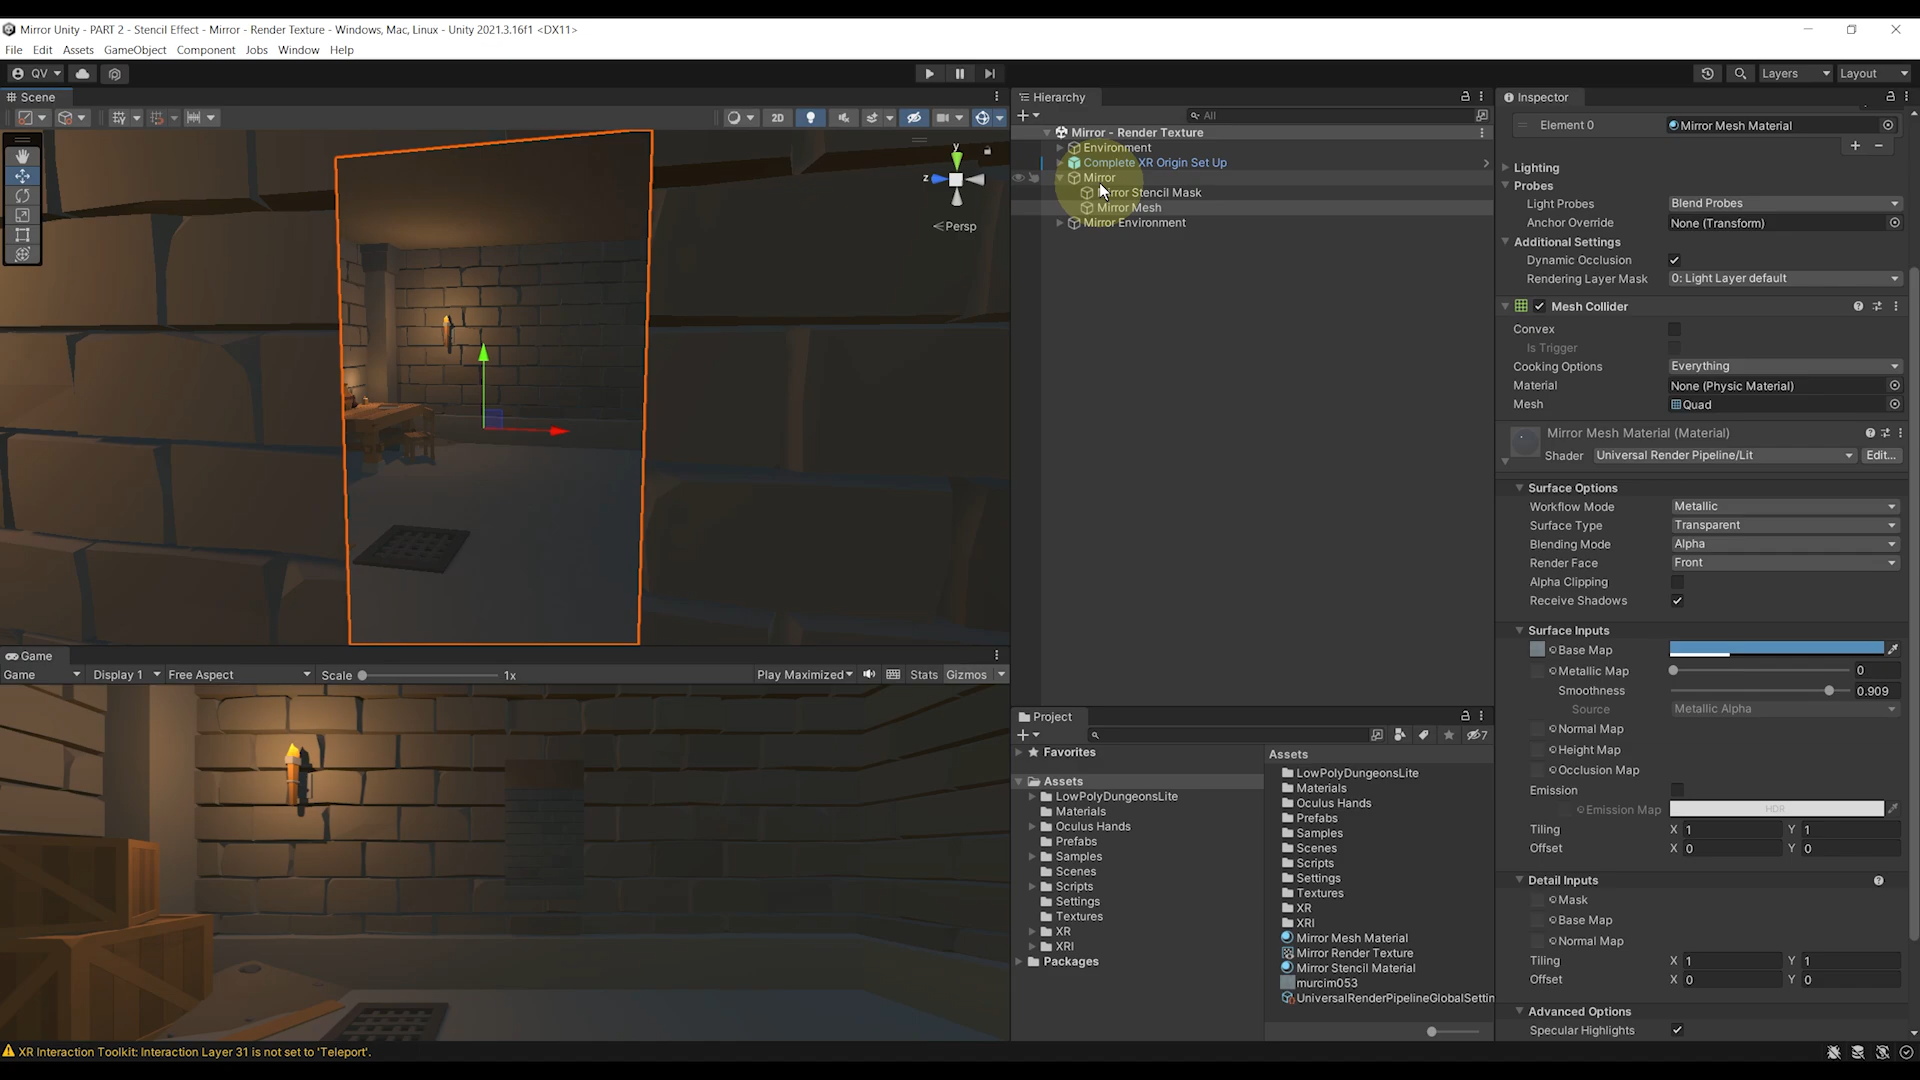 Mirror Unity - PART 2 - Stencil Effect - Mirror - Render Texture - Windows, Mac, Linux - Unity 2021.3.16f1 <DX11>
File Edit Assets GameObject Component Jobs Window Help
QV Layers Layout
Scene
2D
y
z
Persp
Game
Game Display 1 Free Aspect Scale 1x Play Maximized Stats Gizmos
Hierarchy
All
Mirror - Render Texture
Environment
Complete XR Origin Set Up
Mirror
Mirror Stencil Mask
Mirror Mesh
Mirror Environment
Project
7
Favorites
Assets
LowPolyDungeonsLite
Materials
Oculus Hands
Prefabs
Samples
Scenes
Scripts
Settings
Textures
XR
XRI
Packages
Assets
LowPolyDungeonsLite
Materials
Oculus Hands
Prefabs
Samples
Scenes
Scripts
Settings
Textures
XR
XRI
Mirror Mesh Material
Mirror Render Texture
Mirror Stencil Material
murcim053
UniversalRenderPipelineGlobalSettin
Inspector
Element 0 Mirror Mesh Material
Lighting
Probes
Light Probes Blend Probes
Anchor Override None (Transform)
Additional Settings
Dynamic Occlusion
Rendering Layer Mask 0: Light Layer default
Mesh Collider
Convex
Is Trigger
Cooking Options Everything
Material None (Physic Material)
Mesh Quad
Mirror Mesh Material (Material)
Shader Universal Render Pipeline/Lit Edit...
Surface Options
Workflow Mode Metallic
Surface Type Transparent
Blending Mode Alpha
Render Face Front
Alpha Clipping
Receive Shadows
Surface Inputs
Base Map
Metallic Map 0
Smoothness 0.909
Source Metallic Alpha
Normal Map
Height Map
Occlusion Map
Emission
Emission Map HDR
Tiling X 1 Y 1
Offset X 0 Y 0
Detail Inputs
Mask
Base Map
Normal Map
Tiling X 1 Y 1
Offset X 0 Y 0
Advanced Options
Specular Highlights
XR Interaction Toolkit: Interaction Layer 31 is not set to 'Teleport'.